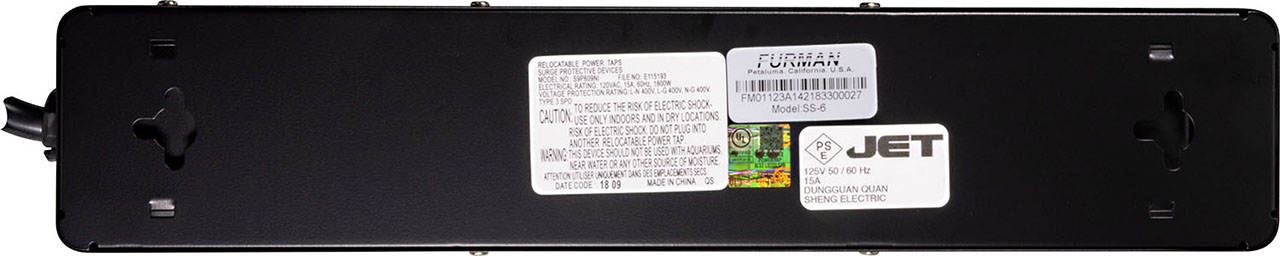 RELOCATABLE POWER TAPS
SURGE PROTECTIVE DEVICES
MODEL NO: S9P609NI FILE NO: E115193
ELECTRICAL RATING: 120VAC, 15A, 60Hz, 1800W
VOLTAGE PROTECTION RATING: L-N 400V, L-G 400V, N-G 400V.
TYPE 3 SPD
CAUTION: TO REDUCE THE RISK OF ELECTRIC SHOCK-
USE ONLY INDOORS AND IN DRY LOCATIONS.
RISK OF ELECTRIC SHOCK. DO NOT PLUG INTO
ANOTHER RELOCATABLE POWER TAP
WARNING: THIS DEVICE SHOULD NOT BE USED WITH AQUARIUMS,
NEAR WATER OR ANY OTHER SOURCE OF MOISTURE.
ATTENTION: UTILISER UNIQUEMENT DANS DES EMPLACEMENTS SECS.
DATE CODE: 18 09 MADE IN CHINA QS
FURMAN
Petaluma, California, U.S.A.
FM01123A142183300027
Model:SS-6
UL
PS
E
JET
125V 50 / 60 Hz
15A
DUNGGUAN QUAN
SHENG ELECTRIC